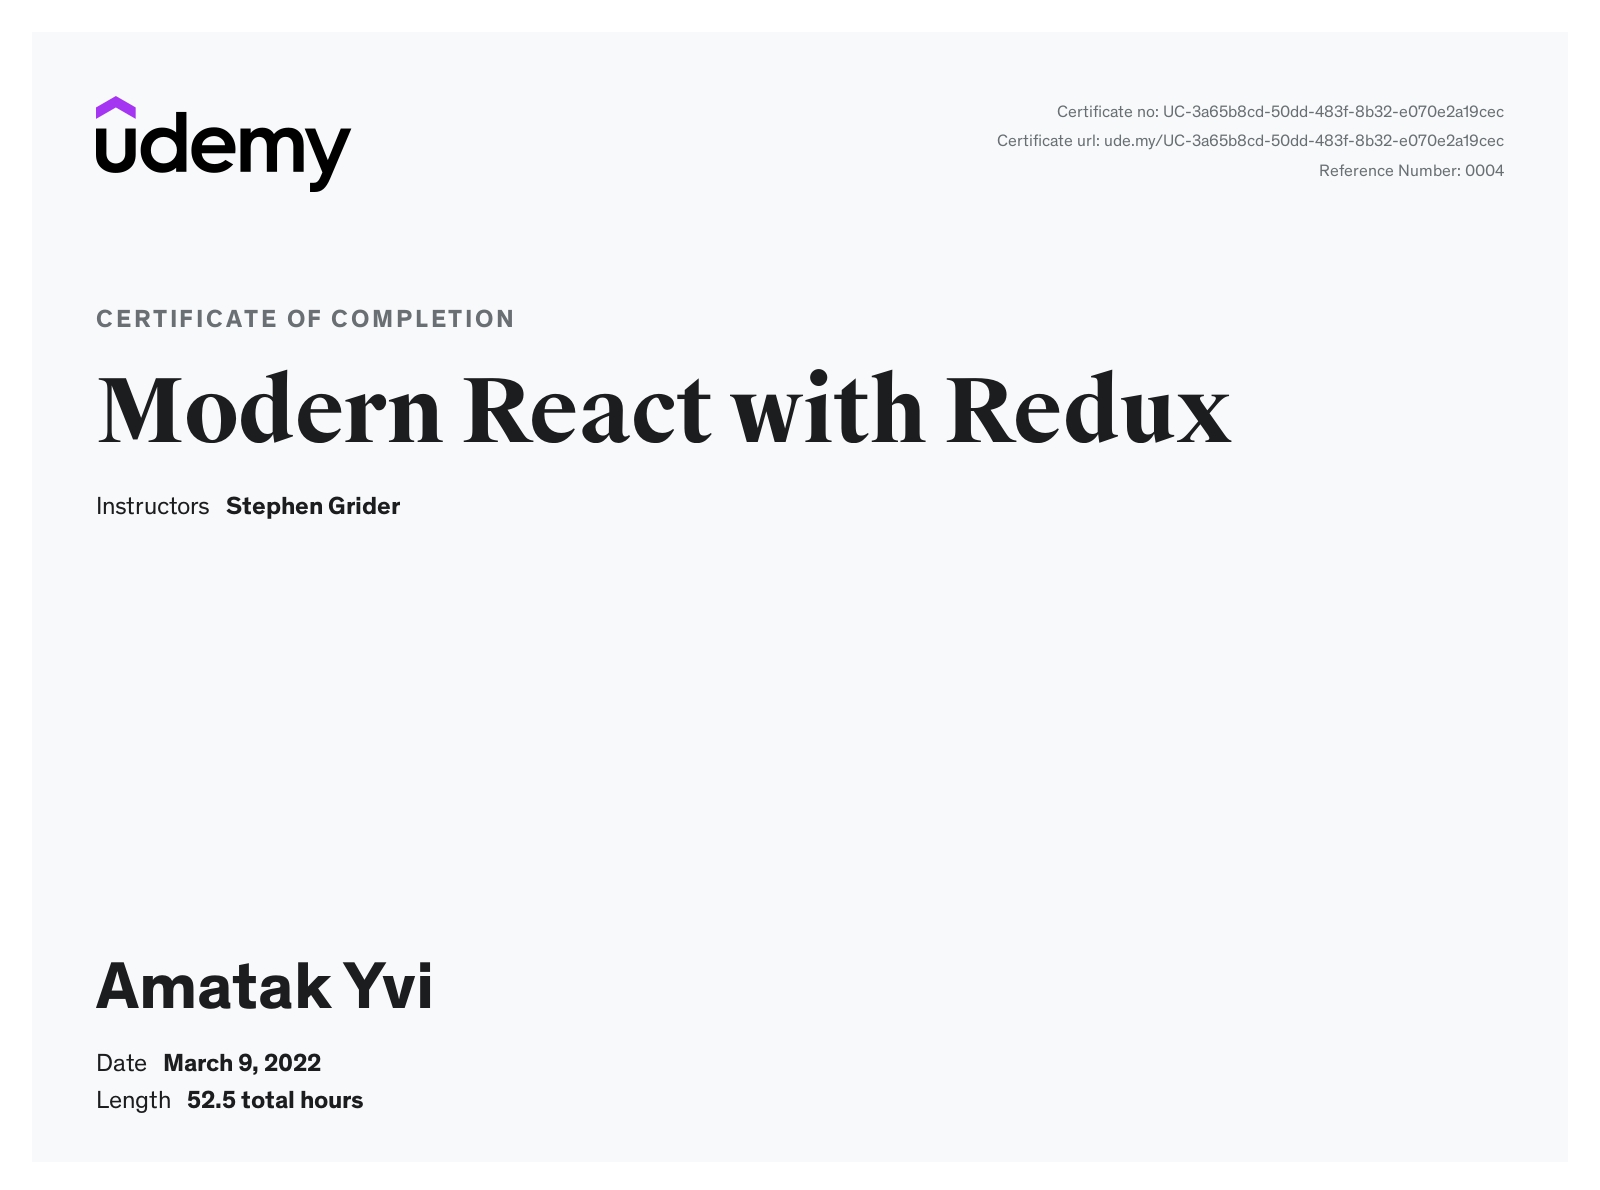 udemy
Certificate no: UC-3a65b8cd-50dd-483f-8b32-e070e2a19cec
Certificate url: ude.my/UC-3a65b8cd-50dd-483f-8b32-e070e2a19cec
Reference Number: 0004
CERTIFICATE OF COMPLETION
Modern React with Redux
Instructors Stephen Grider
Amatak Yvi
Date March 9, 2022
Length 52.5 total hours